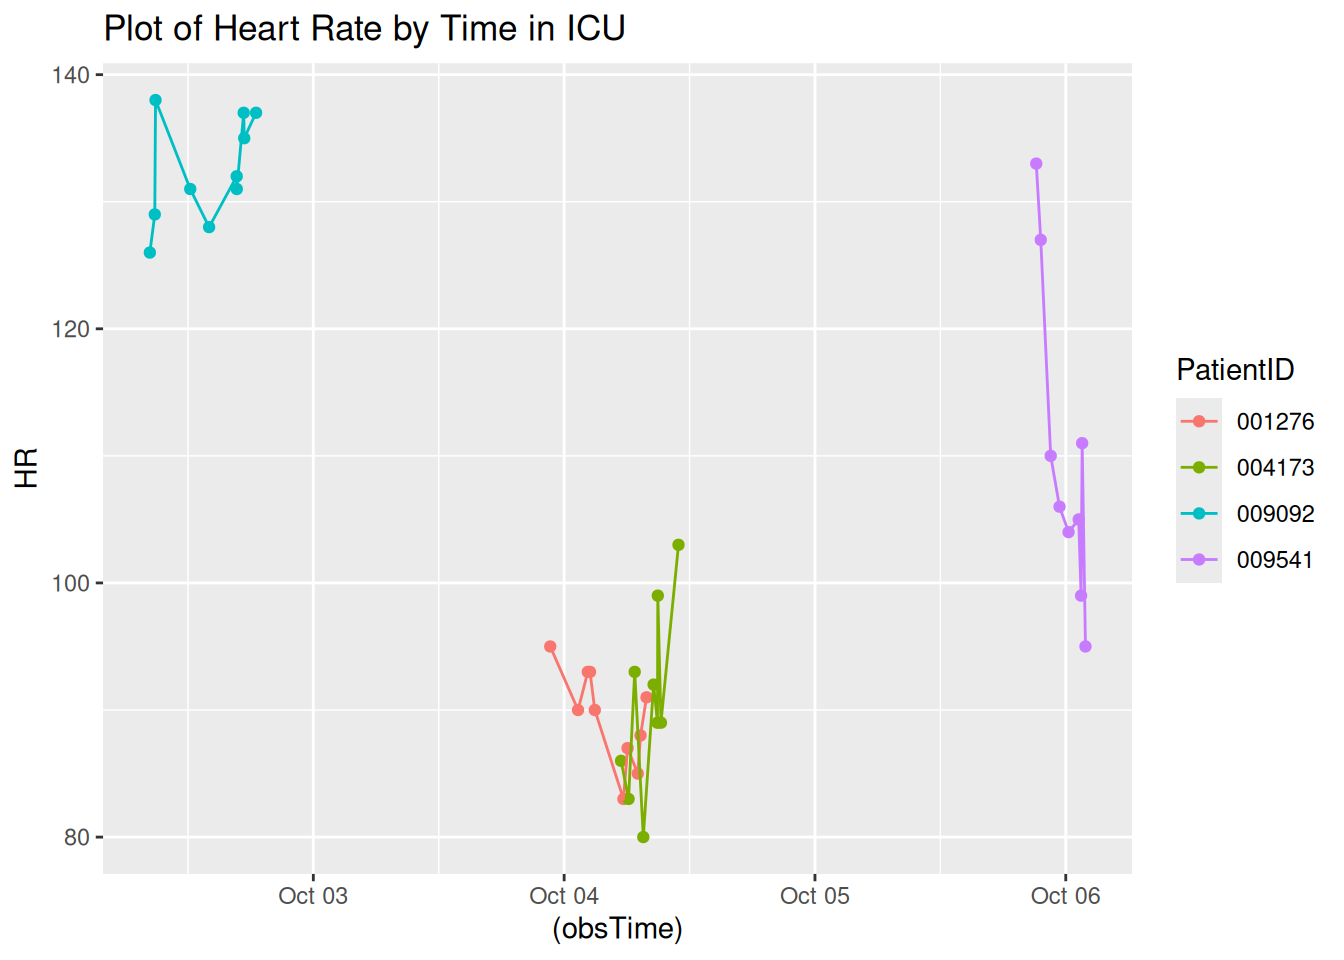 Plot of Heart Rate by Time in ICU
140
120
100
80
HR
Oct 03
Oct 04
Oct 05
Oct 06
(obsTime)
PatientID
001276
004173
009092
009541